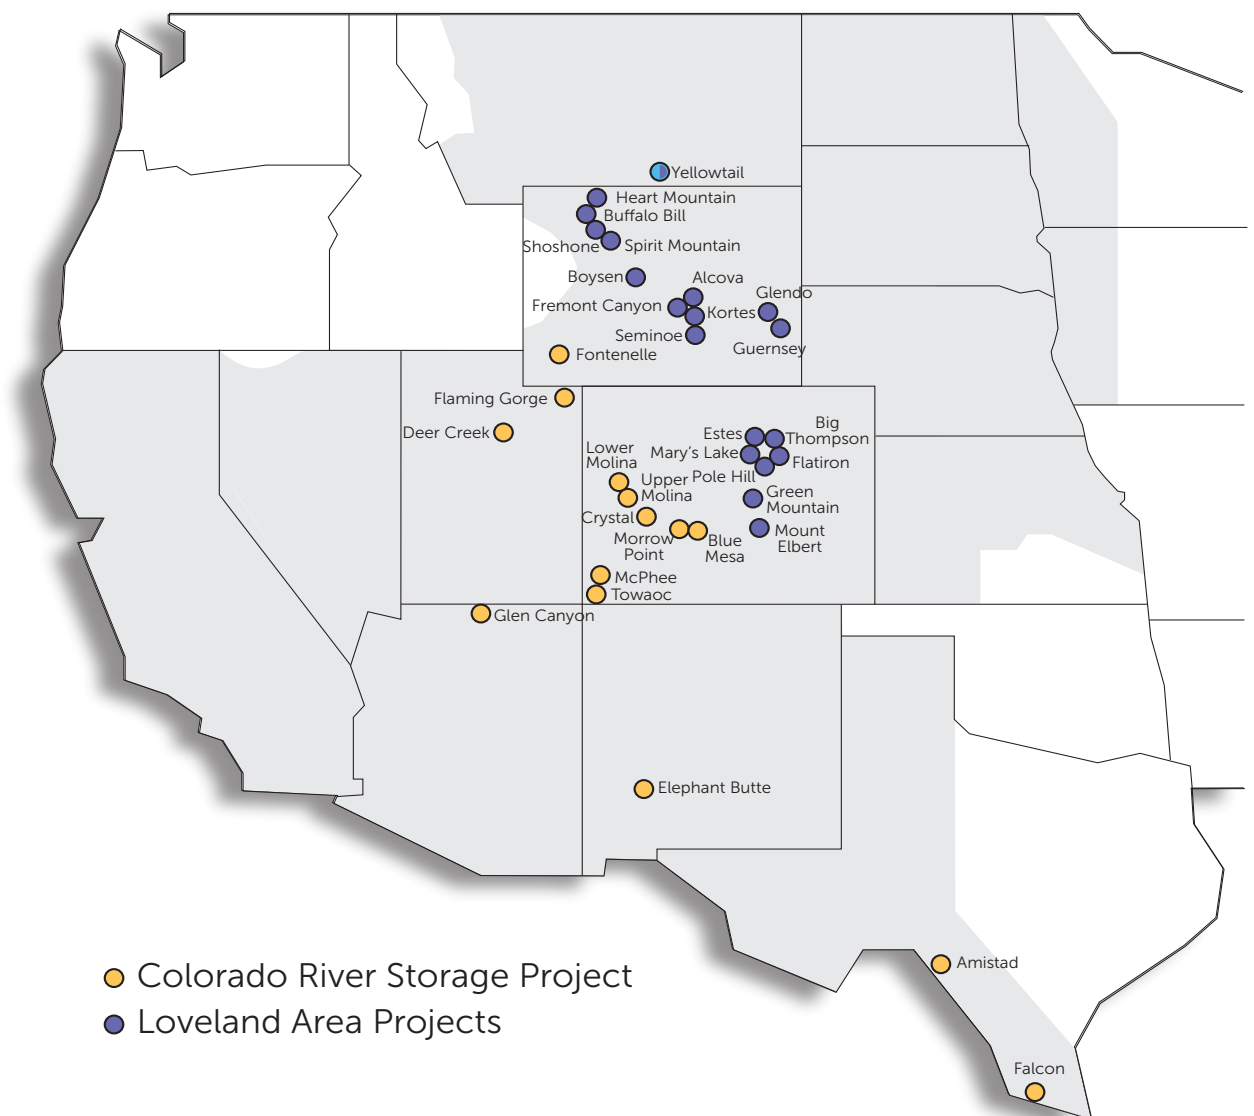 Yellowtail
Heart Mountain
Buffalo Bill
Shoshone
Spirit Mountain
Boysen
Alcova
Fremont Canyon
Glendo
Kortes
Seminoe
Guernsey
Fontenelle
Flaming Gorge
Deer Creek
Estes
Big
Thompson
Lower
Molina
Mary's Lake
Flatiron
Upper
Molina
Pole Hill
Green
Mountain
Crystal
Morrow
Point
Blue
Mesa
Mount
Elbert
McPhee
Towaoc
Glen Canyon
Elephant Butte
Amistad
Colorado River Storage Project
Loveland Area Projects
Falcon